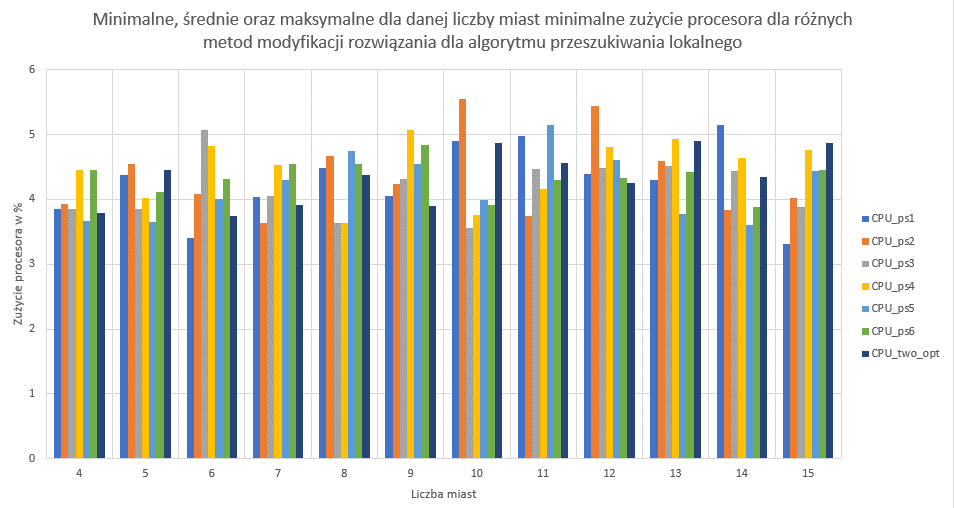 Minimalne, średnie oraz maksymalne dla danej liczby miast minimalne zużycie procesora dla różnych
metod modyfikacji rozwiązania dla algorytmu przeszukiwania lokalnego
6
5
4
3
2
1
0
Zużycie procesora w %
4 5 6 7 8 9 10 11 12 13 14 15
Liczba miast
CPU_ps1
CPU_ps2
CPU_ps3
CPU_ps4
CPU_ps5
CPU_ps6
CPU_two_opt